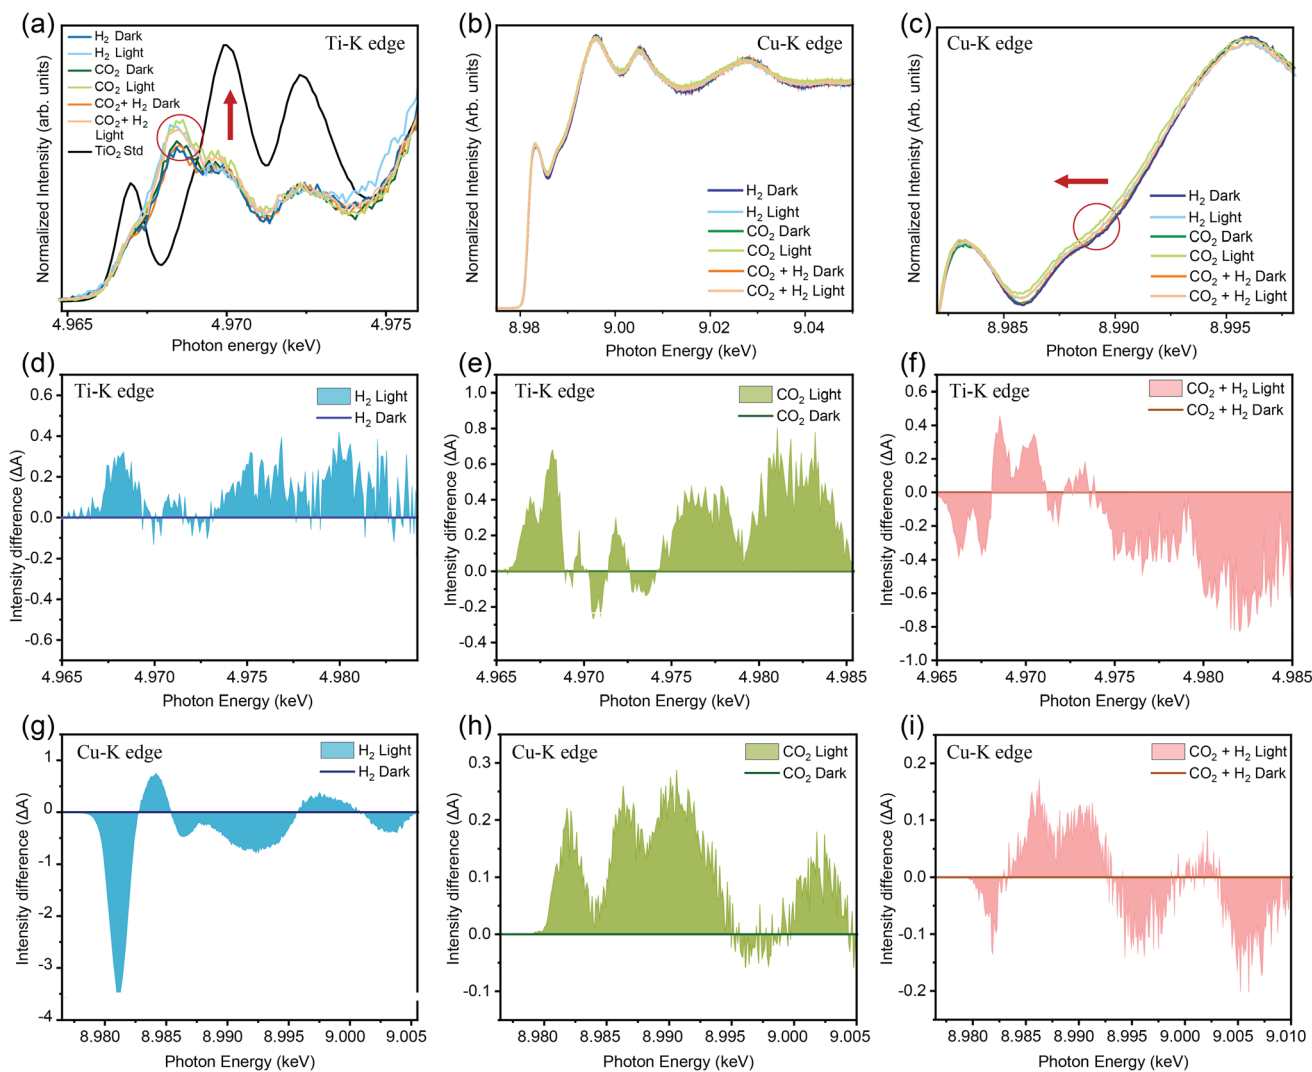 (a)
Ti-K edge
H₂ Dark
H₂ Light
CO₂ Dark
CO₂ Light
CO₂+ H₂ Dark
CO₂+ H₂
Light
TiO₂ Std
Normalized Intensity (arb. units)
4.965
4.970
4.975
Photon energy (keV)
(b)
Cu-K edge
H₂ Dark
H₂ Light
CO₂ Dark
CO₂ Light
CO₂ + H₂ Dark
CO₂ + H₂ Light
Normalized Intensity (Arb. units)
8.98
9.00
9.02
9.04
Photon Energy (keV)
(c)
Cu-K edge
H₂ Dark
H₂ Light
CO₂ Dark
CO₂ Light
CO₂ + H₂ Dark
CO₂ + H₂ Light
Normalized Intensity (Arb. units)
8.985
8.990
8.995
Photon Energy (keV)
(d)
Ti-K edge
H₂ Light
H₂ Dark
Intensity difference (ΔA)
0.6
0.4
0.2
0.0
-0.2
-0.4
-0.6
4.965
4.970
4.975
4.980
Photon Energy (keV)
(e)
Ti-K edge
CO₂ Light
CO₂ Dark
Intensity difference (ΔA)
1.0
0.8
0.6
0.4
0.2
0.0
-0.2
-0.4
4.965
4.970
4.975
4.980
4.985
Photon Energy (keV)
(f)
Ti-K edge
CO₂ + H₂ Light
CO₂ + H₂ Dark
Intensity difference (ΔA)
0.6
0.4
0.2
0.0
-0.2
-0.4
-0.6
-0.8
-1.0
4.965
4.970
4.975
4.980
4.985
Photon Energy (keV)
(g)
Cu-K edge
H₂ Light
H₂ Dark
Intensity difference (ΔA)
1
0
-1
-2
-3
-4
8.980
8.985
8.990
8.995
9.000
9.005
Photon Energy (keV)
(h)
Cu-K edge
CO₂ Light
CO₂ Dark
Intensity difference (ΔA)
0.3
0.2
0.1
0.0
-0.1
8.980
8.985
8.990
8.995
9.000
9.005
Photon Energy (keV)
(i)
Cu-K edge
CO₂ + H₂ Light
CO₂ + H₂ Dark
Intensity difference (ΔA)
0.2
0.1
0.0
-0.1
-0.2
8.980
8.985
8.990
8.995
9.000
9.005
9.010
Photon Energy (keV)